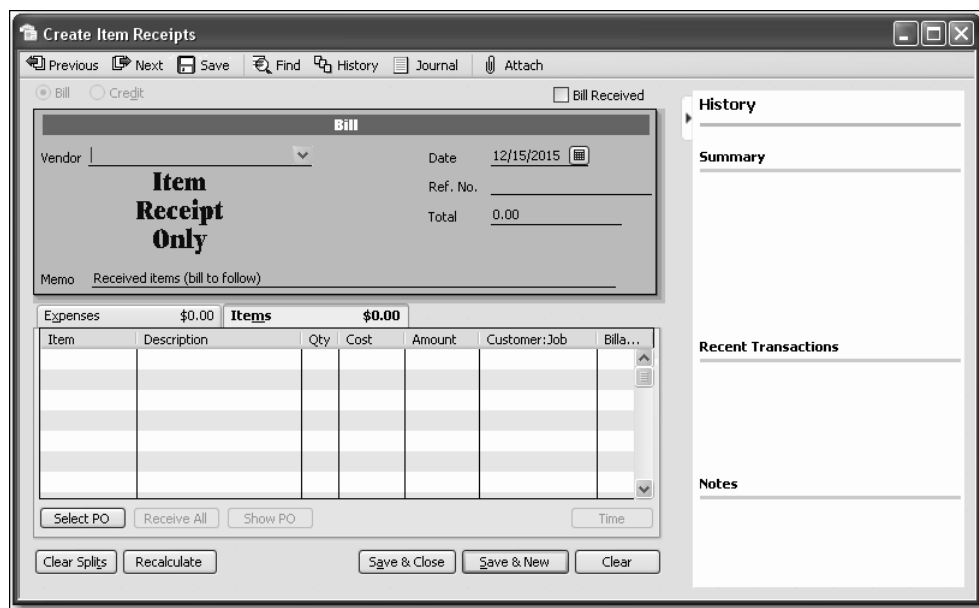 Create Item Receipts
Previous Next Save Find History Journal Attach
Bill Credit Bill Received
Bill
Vendor
Date 12/15/2015
Ref. No.
Total 0.00
Item
Receipt
Only
Memo Received items (bill to follow)
Expenses $0.00 Items $0.00
Item Description Qty Cost Amount Customer:Job Billa...
Select PO Receive All Show PO Time
Clear Splits Recalculate Save & Close Save & New Clear
History
Summary
Recent Transactions
Notes